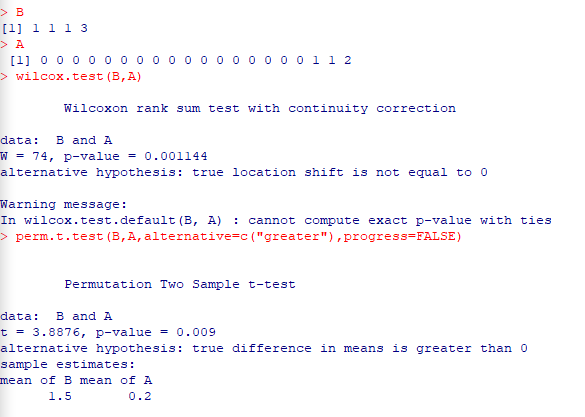 > B
[1] 1 1 1 3
> A
[1] 0 0 0 0 0 0 0 0 0 0 0 0 0 0 0 0 0 1 1 2
> wilcox.test(B,A)
Wilcoxon rank sum test with continuity correction
data:  B and A
W = 74, p-value = 0.001144
alternative hypothesis: true location shift is not equal to 0
Warning message:
In wilcox.test.default(B, A) : cannot compute exact p-value with ties
> perm.t.test(B,A,alternative=c("greater"),progress=FALSE)
Permutation Two Sample t-test
data:  B and A
t = 3.8876, p-value = 0.009
alternative hypothesis: true difference in means is greater than 0
sample estimates:
mean of B mean of A
1.5       0.2